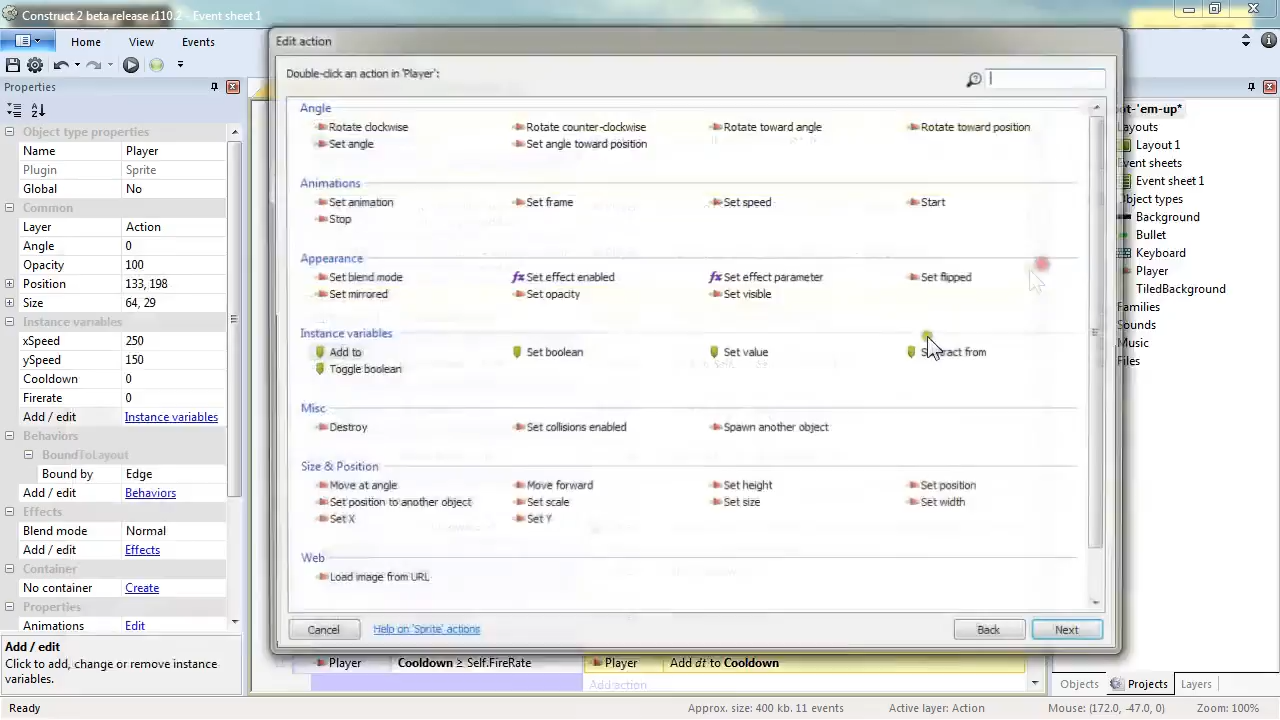 Construct 2 beta release r110.2 - Event sheet 1
Home View Events
Properties
Object type properties
Name Player
Plugin Sprite
Global No
Common
Layer Action
Angle 0
Opacity 100
Position 133, 198
Size 64, 29
Instance variables
xSpeed 250
ySpeed 150
Cooldown 0
Firerate 0
Add / edit Instance variables
Behaviors
BoundToLayout
Bound by Edge
Add / edit Behaviors
Effects
Blend mode Normal
Add / edit Effects
Container
No container Create
Properties
Animations Edit
Add / edit
Click to add, change or remove instance
variables.
Edit action
Double-click an action in 'Player':
Angle
Rotate clockwise Rotate counter-clockwise Rotate toward angle Rotate toward position
Set angle Set angle toward position
Animations
Set animation Set frame Set speed Start
Stop
Appearance
Set blend mode fx Set effect enabled fx Set effect parameter Set flipped
Set mirrored Set opacity Set visible
Instance variables
Add to Set boolean Set value from
Toggle boolean
Misc
Destroy Set collisions enabled Spawn another object
Size & Position
Move at angle Move forward Set height Set position
Set position to another object Set scale Set size Set width
Set X Set Y
Web
Load image from URL
Cancel Help on 'Sprite' actions Back Next
Player Cooldown ≥ Self.FireRate Player Add dt to Cooldown
Add action
ot-'em-up*
Layouts
Layout 1
Event sheets
Event sheet 1
Object types
Background
Bullet
Keyboard
Player
TiledBackground
Families
Sounds
Music
Files
Objects Projects Layers
Ready Approx. size: 400 kb. 11 events Active layer: Action Mouse: (172.0, -47.0, 0) Zoom: 100%